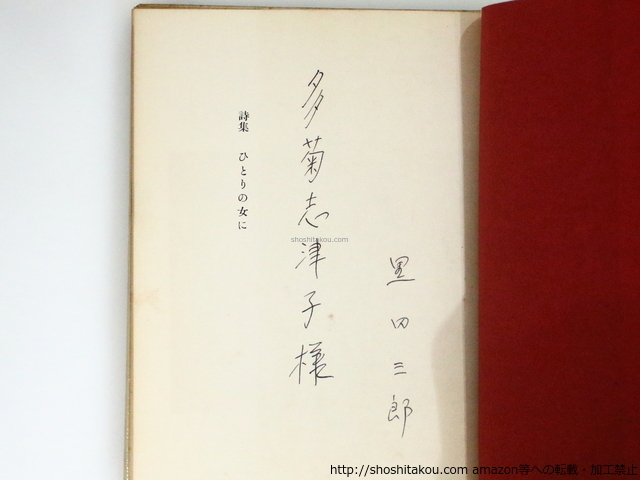 黒田三郎
多菊志津子様
詩集 ひとりの女に
shoshitakou.com
http://shoshitakou.com amazon等への転載・加工禁止